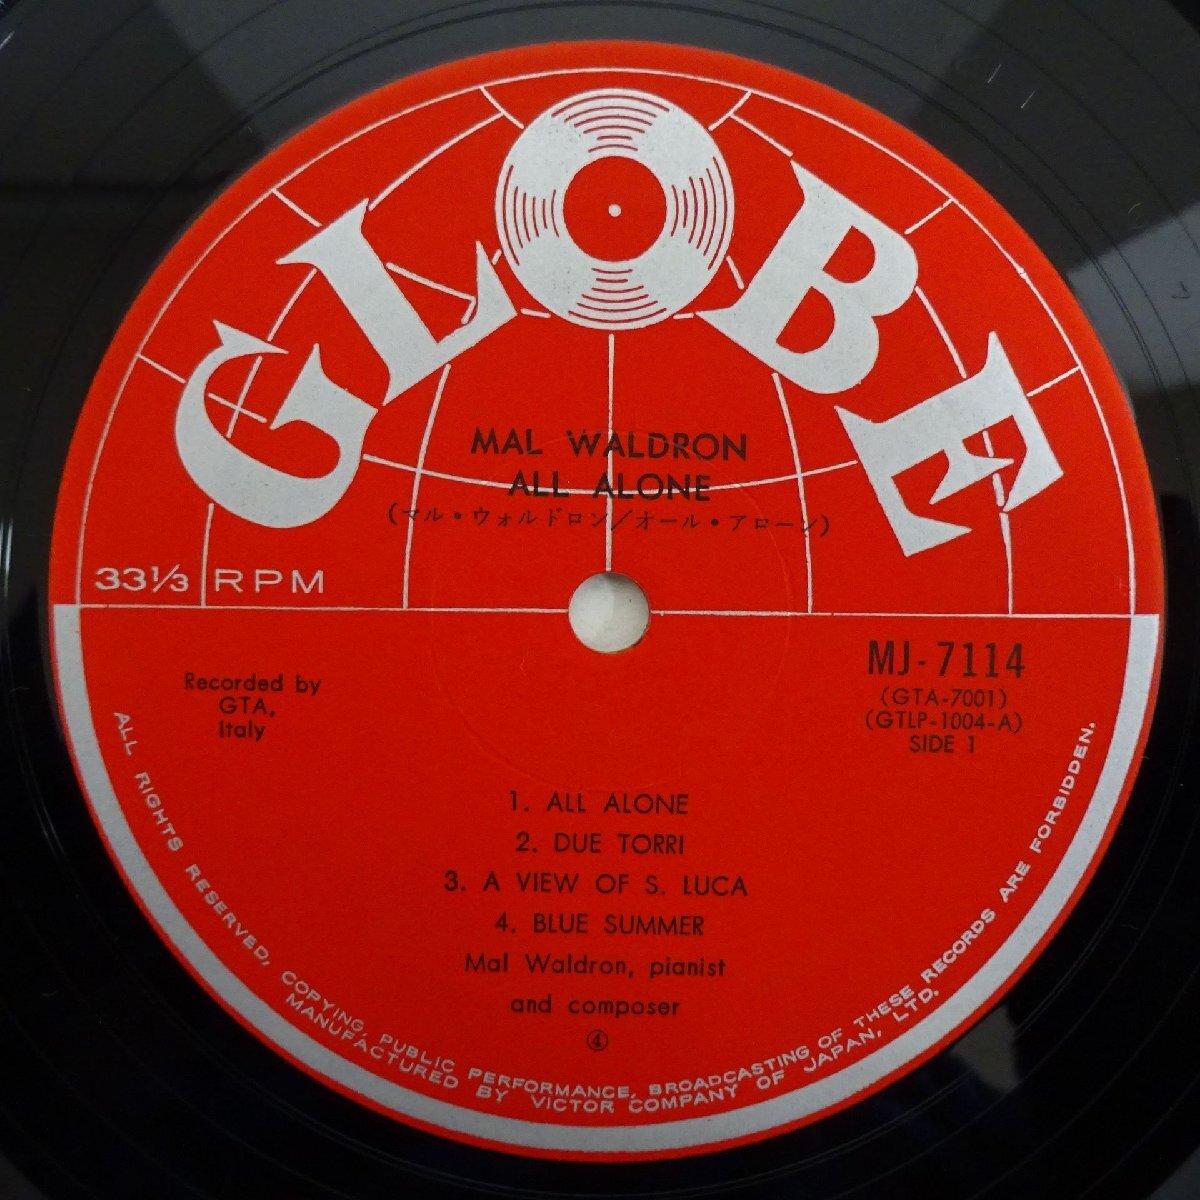 GLOBE
MAL WALDRON
ALL ALONE
(マル・ウォルドロン/オール・アローン)
33⅓ RPM
Recorded by
GTA,
Italy
MJ-7114
(GTA-7001)
(GTLP-1004-A)
SIDE 1
1. ALL ALONE
2. DUE TORRI
3. A VIEW OF S. LUCA
4. BLUE SUMMER
Mal Waldron, pianist
and composer
④
ALL RIGHTS RESERVED, COPYING, PUBLIC PERFORMANCE, BROADCASTING OF THESE RECORDS ARE FORBIDDEN.
MANUFACTURED BY VICTOR COMPANY OF JAPAN, LTD.